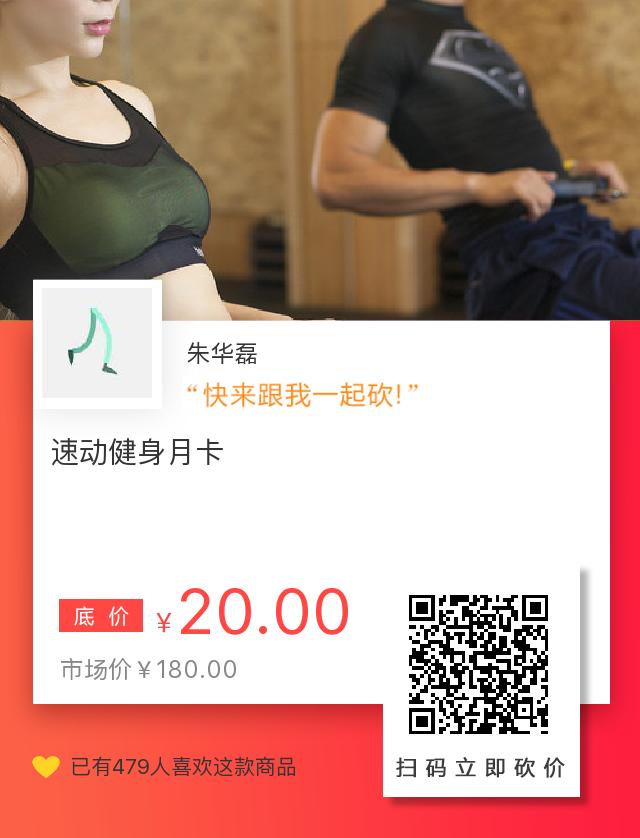 朱华磊
“快来跟我一起砍!”
速动健身月卡
底价 ¥20.00
市场价¥180.00
已有479人喜欢这款商品
扫码立即砍价